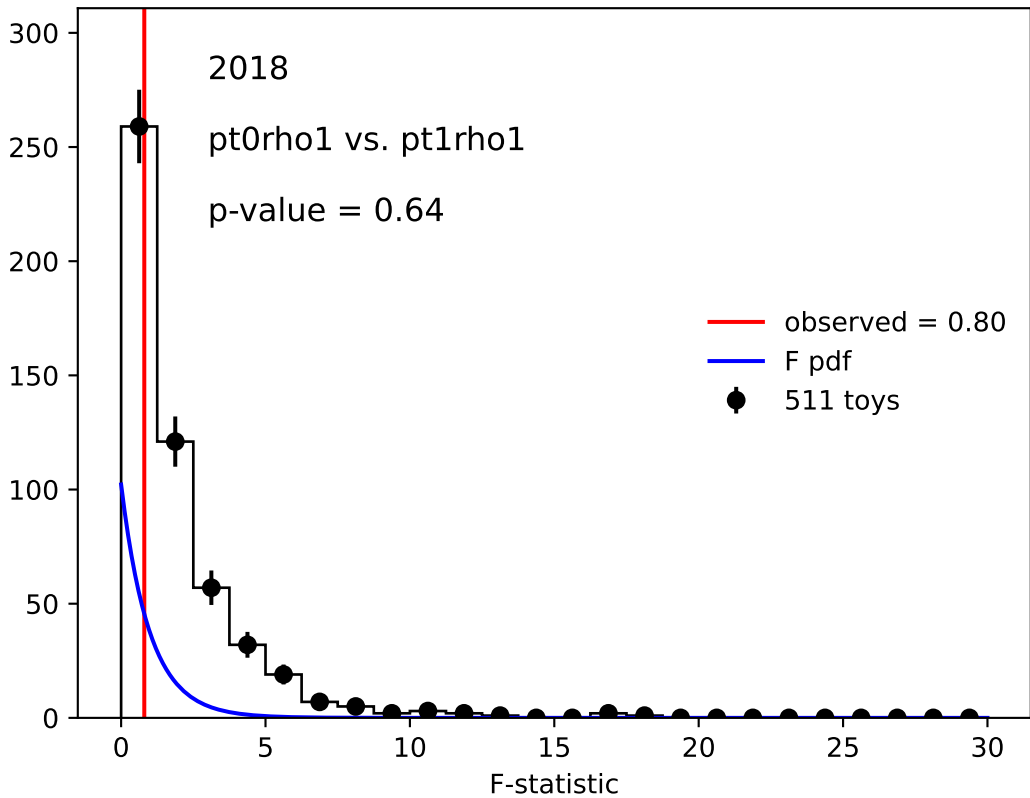 300
250
200
150
100
50
0
2018
pt0rho1 vs. pt1rho1
p-value = 0.64
observed = 0.80
F pdf
511 toys
0 5 10 15 20 25 30
F-statistic